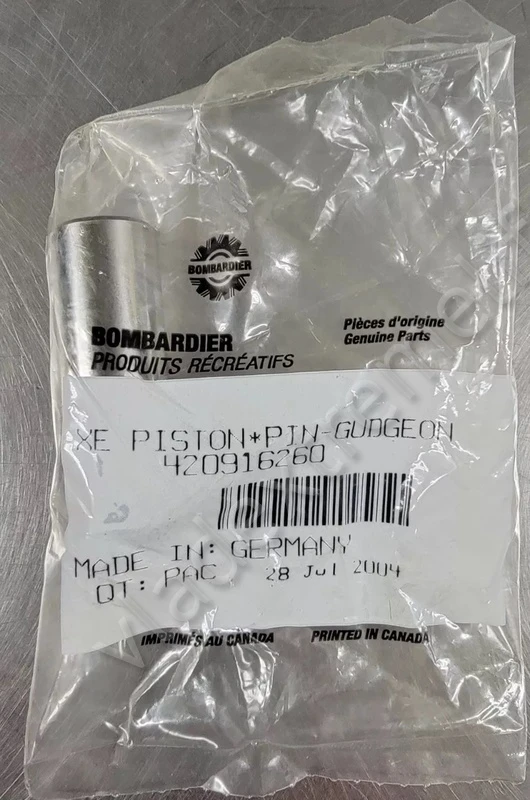 BOMBARDIER
BOMBARDIER
PRODUITS RÉCRÉATIFS
Pièces d'origine
Genuine Parts
XE PISTON*PIN-GUDGEON
420916260
MADE IN: GERMANY
QT: PAC 28 Jul 2004
IMPRIMÉS AU CANADA PRINTED IN CANADA